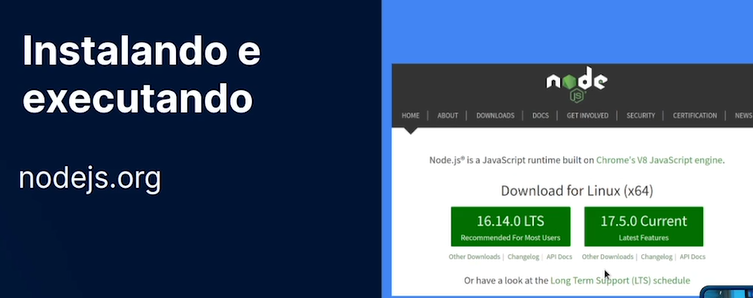 Instalando e
executando
nodejs.org
node
JS
HOME | ABOUT | DOWNLOADS | DOCS | GET INVOLVED | SECURITY | CERTIFICATION | NEWS
Node.js® is a JavaScript runtime built on Chrome's V8 JavaScript engine.
Download for Linux (x64)
16.14.0 LTS
Recommended For Most Users
17.5.0 Current
Latest Features
Other Downloads | Changelog | API Docs
Other Downloads | Changelog | API Docs
Or have a look at the Long Term Support (LTS) schedule